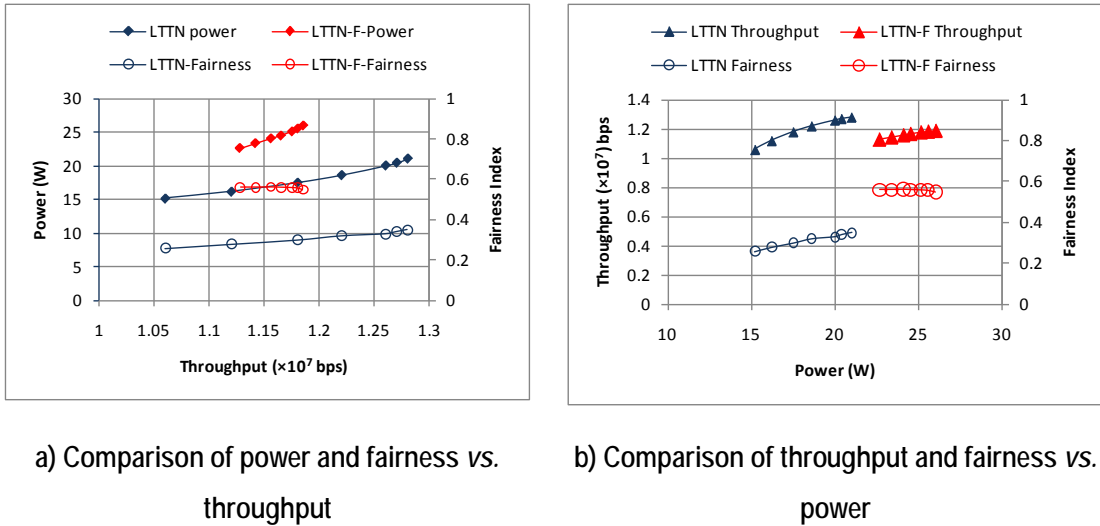 LTTN power
LTTN-F-Power
LTTN-Fairness
LTTN-F-Fairness
30
25
20
15
10
5
0
Power (W)
1
0.8
0.6
0.4
0.2
0
Fairness Index
1
1.05
1.1
1.15
1.2
1.25
1.3
Throughput (×10⁷ bps)
a) Comparison of power and fairness vs.
throughput
LTTN Throughput
LTTN-F Throughput
LTTN Fairness
LTTN-F Fairness
1.4
1.2
1
0.8
0.6
0.4
0.2
0
Throughput (×10⁷) bps
1
0.8
0.6
0.4
0.2
0
Fairness Index
10
15
20
25
30
Power (W)
b) Comparison of throughput and fairness vs.
power